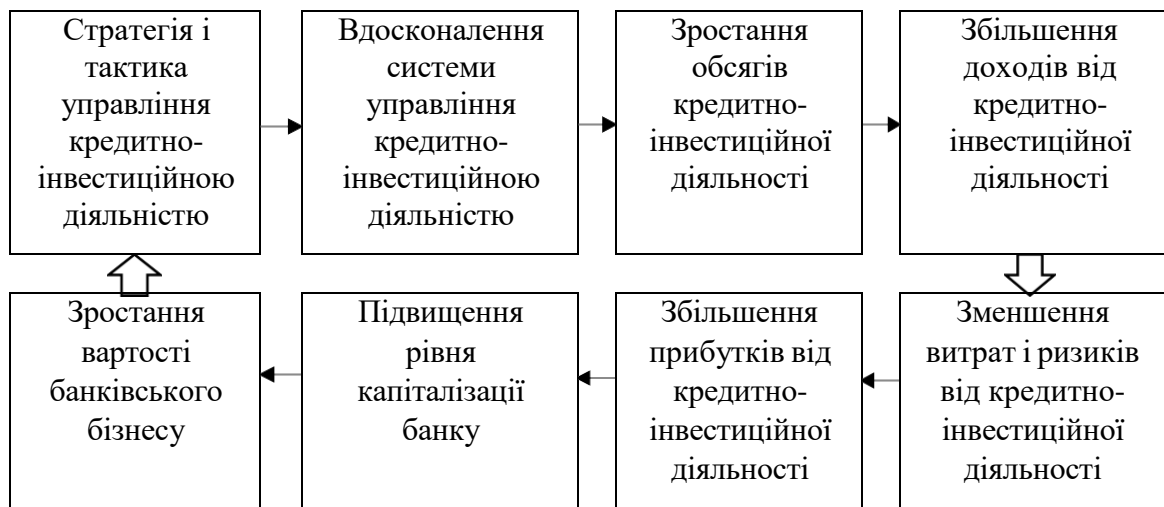 Стратегія і
тактика
управління
кредитно-
інвестиційною
діяльністю
Вдосконалення
системи
управління
кредитно-
інвестиційною
діяльністю
Зростання
обсягів
кредитно-
інвестиційної
діяльності
Збільшення
доходів від
кредитно-
інвестиційної
діяльності
Зростання
вартості
банківського
бізнесу
Підвищення
рівня
капіталізації
банку
Збільшення
прибутків від
кредитно-
інвестиційної
діяльності
Зменшення
витрат і ризиків
від кредитно-
інвестиційної
діяльності